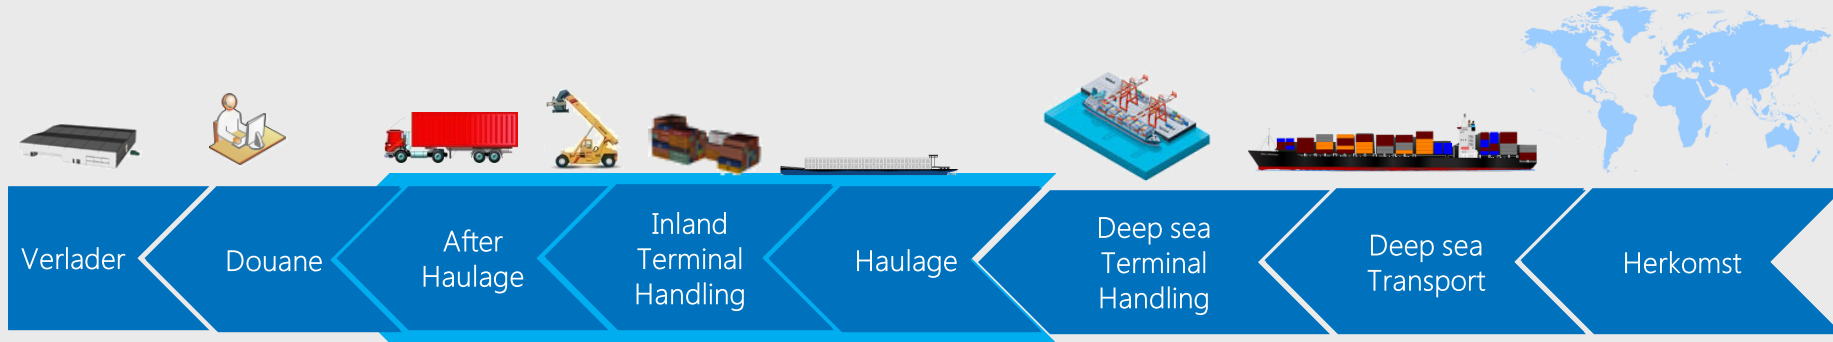 Verlader
Douane
After
Haulage
Inland
Terminal
Handling
Haulage
Deep sea
Terminal
Handling
Deep sea
Transport
Herkomst